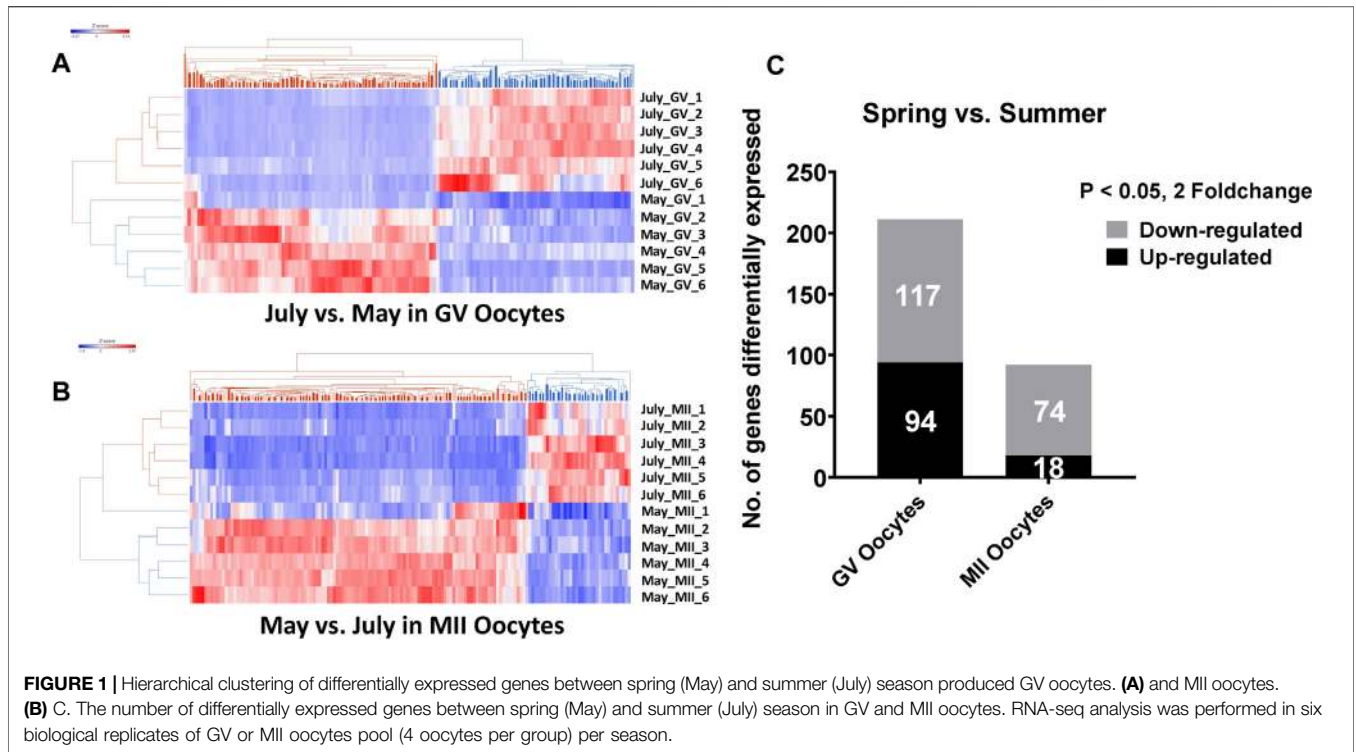 Z score
A
July_GV_1
July_GV_2
July_GV_3
July_GV_4
July_GV_5
July_GV_6
May_GV_1
May_GV_2
May_GV_3
May_GV_4
May_GV_5
May_GV_6
July vs. May in GV Oocytes
B
July_MII_1
July_MII_2
July_MII_3
July_MII_4
July_MII_5
July_MII_6
May_MII_1
May_MII_2
May_MII_3
May_MII_4
May_MII_5
May_MII_6
May vs. July in MII Oocytes
C
Spring vs. Summer
No. of genes differentially expressed
250
200
150
100
50
0
P < 0.05, 2 Foldchange
Down-regulated
Up-regulated
117
94
74
18
GV Oocytes
MII Oocytes
FIGURE 1 | Hierarchical clustering of differentially expressed genes between spring (May) and summer (July) season produced GV oocytes. (A) and MII oocytes.
(B) C. The number of differentially expressed genes between spring (May) and summer (July) season in GV and MII oocytes. RNA-seq analysis was performed in six
biological replicates of GV or MII oocytes pool (4 oocytes per group) per season.